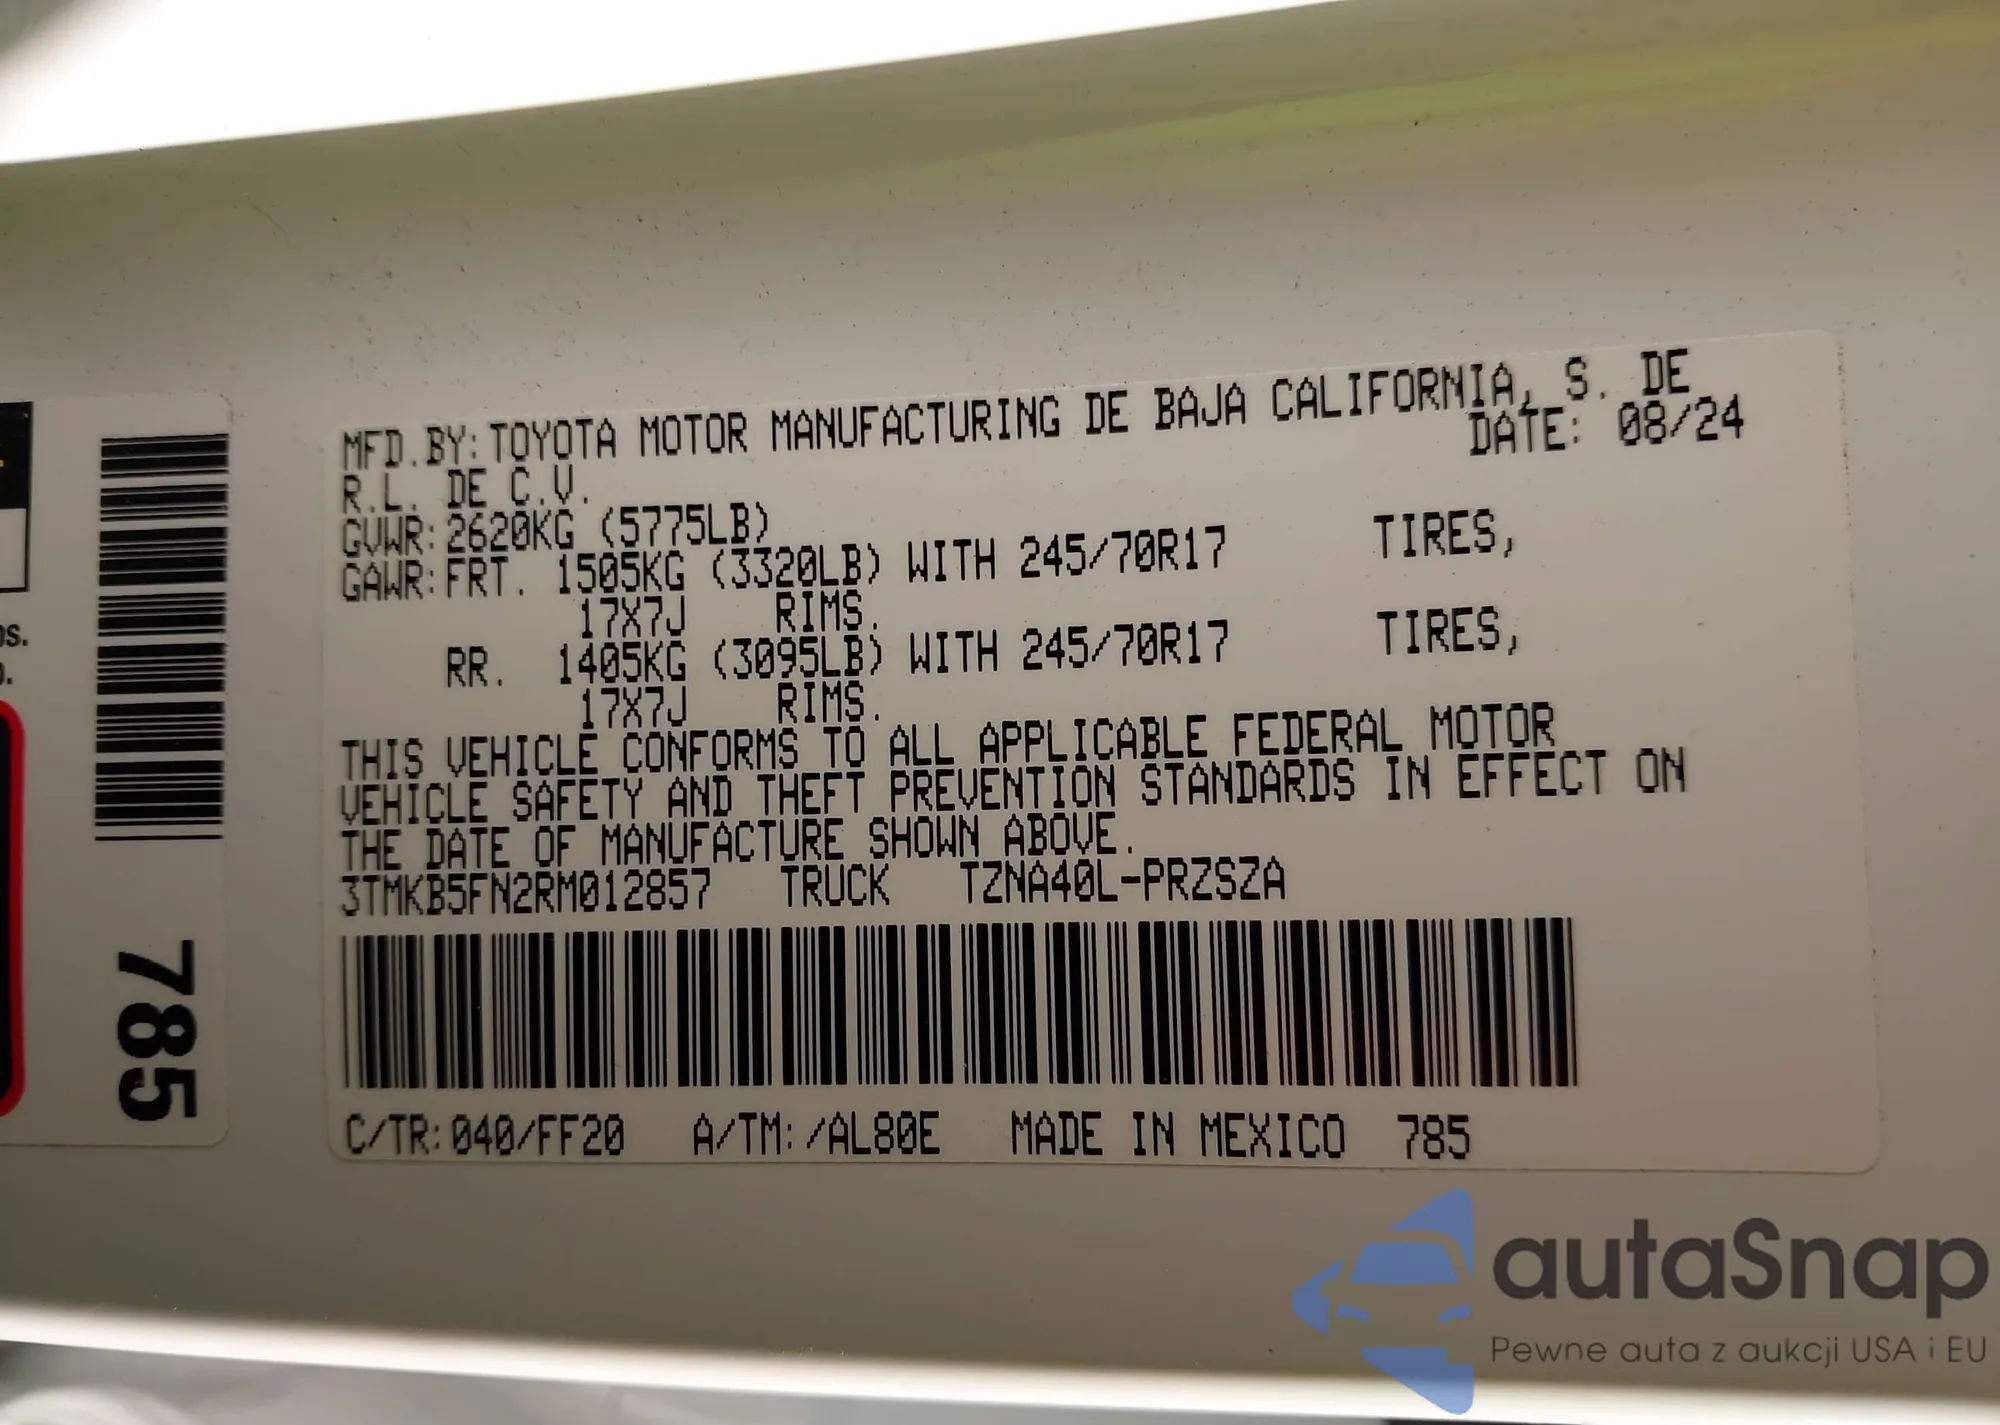 MFD.BY:TOYOTA MOTOR MANUFACTURING DE BAJA CALIFORNIA, S. DE
R.L. DE C.V. DATE: 08/24
GVWR:2620KG (5775LB)
GAWR:FRT. 1505KG (3320LB) WITH 245/70R17 TIRES,
17X7J RIMS.
RR. 1405KG (3095LB) WITH 245/70R17 TIRES,
17X7J RIMS.
THIS VEHICLE CONFORMS TO ALL APPLICABLE FEDERAL MOTOR
VEHICLE SAFETY AND THEFT PREVENTION STANDARDS IN EFFECT ON
THE DATE OF MANUFACTURE SHOWN ABOVE.
3TMKB5FN2RM012857 TRUCK TZNA40L-PRZSZA
C/TR:040/FF20 A/TM:/AL80E MADE IN MEXICO 785
785
autaSnap
Pewne auta z aukcji USA i EU